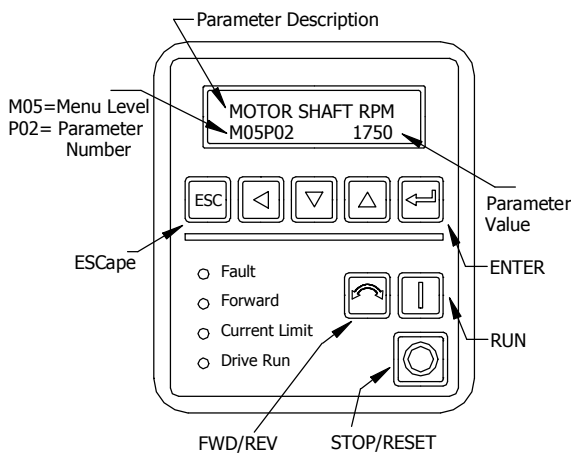 Parameter Description
MOTOR SHAFT RPM
M05P02 1750
M05=Menu Level
P02= Parameter
Number
Parameter
Value
ESC
ESCape
ENTER
Fault
Forward
Current Limit
Drive Run
RUN
FWD/REV
STOP/RESET